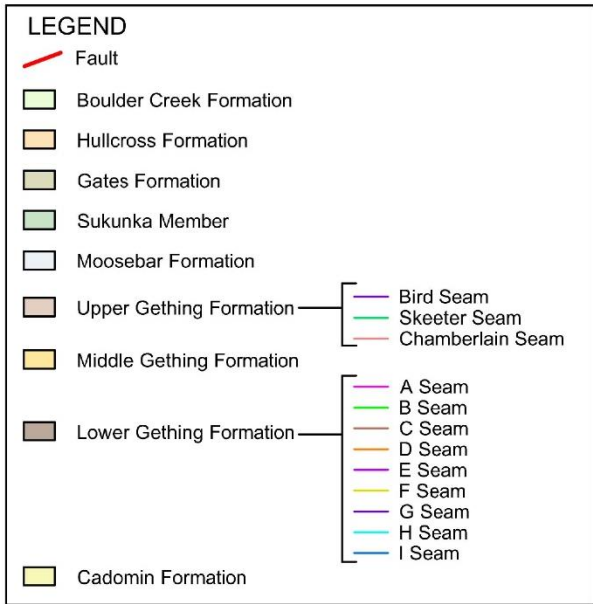 LEGEND
Fault
Boulder Creek Formation
Hullcross Formation
Gates Formation
Sukunka Member
Moosebar Formation
Upper Gething Formation
Bird Seam
Skeeter Seam
Chamberlain Seam
Middle Gething Formation
Lower Gething Formation
A Seam
B Seam
C Seam
D Seam
E Seam
F Seam
G Seam
H Seam
I Seam
Cadomin Formation